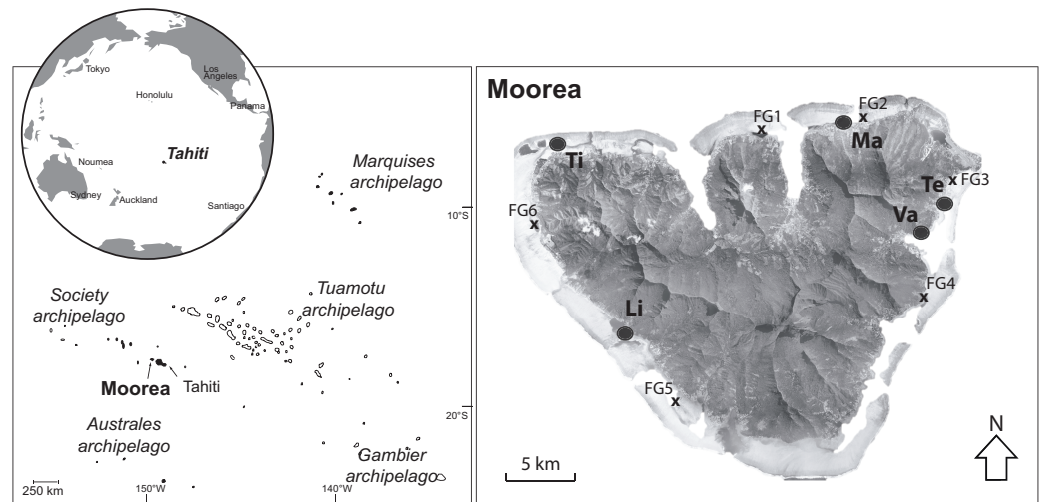 Tokyo
Los
Angeles
Honolulu
Panama
Tahiti
Noumea
Sydney
Auckland
Santiago
Marquises
archipelago
10°S
Society
archipelago
Tuamotu
archipelago
Moorea
Tahiti
Australes
archipelago
20°S
Gambier
archipelago
250 km
150°W
140°W
Moorea
FG1
FG2
Ma
Ti
Te
FG3
FG6
Va
FG4
Li
FG5
5 km
N